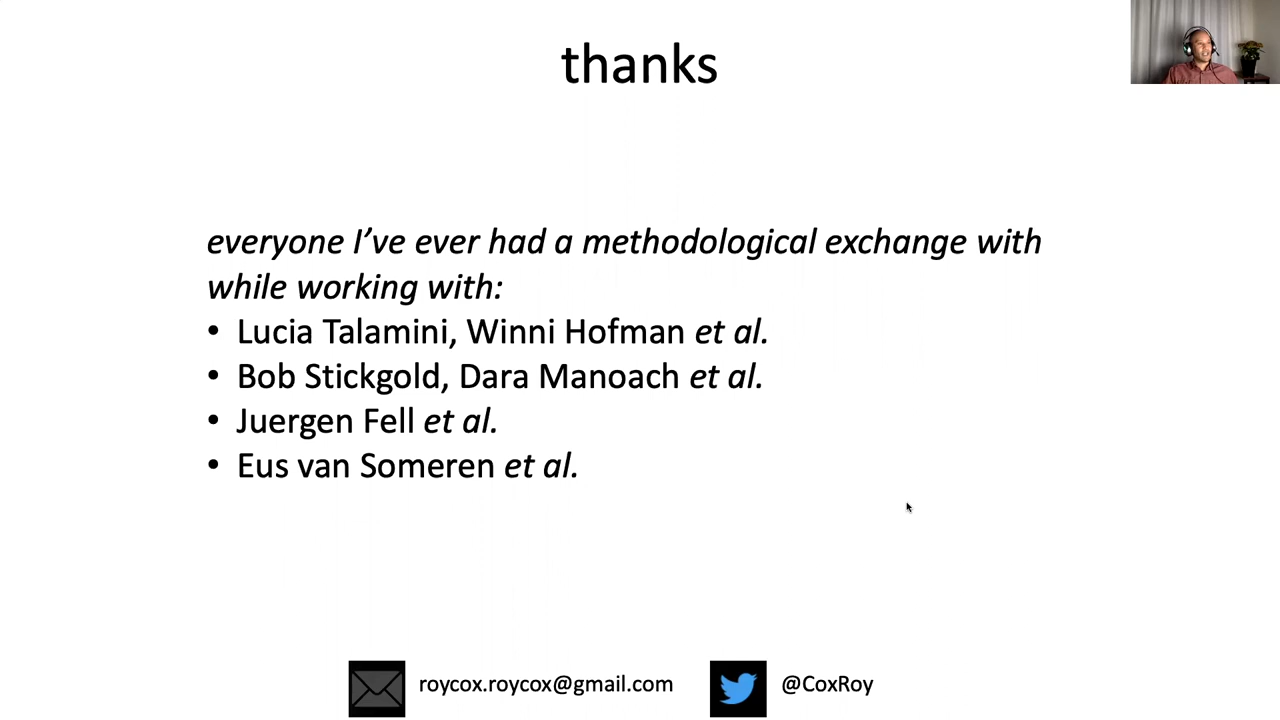 thanks
everyone I’ve ever had a methodological exchange with
while working with:
• Lucia Talamini, Winni Hofman et al.
• Bob Stickgold, Dara Manoach et al.
• Juergen Fell et al.
• Eus van Someren et al.
roycox.roycox@gmail.com @CoxRoy